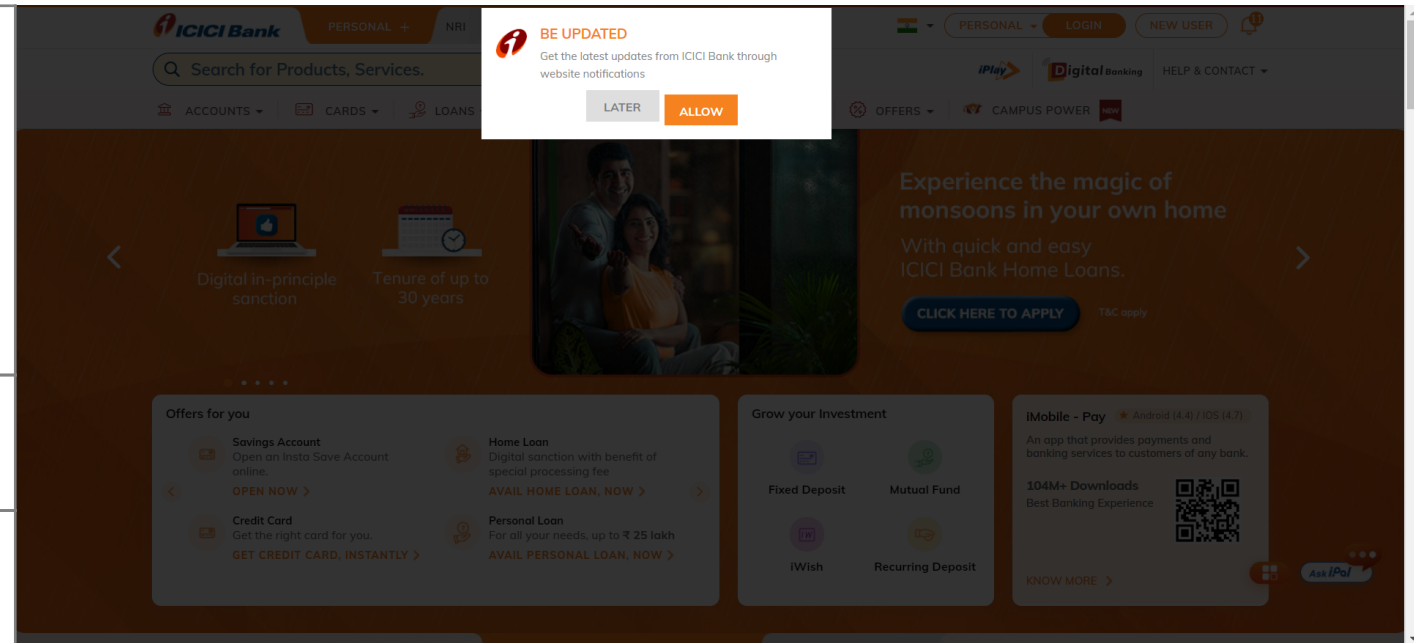 ICICI Bank
PERSONAL +
NRI
PERSONAL
LOGIN
NEW USER
11
BE UPDATED
Get the latest updates from ICICI Bank through
website notifications
LATER
ALLOW
Search for Products, Services.
iPlay
Digital Banking
HELP & CONTACT
ACCOUNTS
CARDS
LOANS
OFFERS
CAMPUS POWER
NEW
Experience the magic of
monsoons in your own home
With quick and easy
ICICI Bank Home Loans.
CLICK HERE TO APPLY
T&C apply
Digital in-principle
sanction
Tenure of up to
30 years
Offers for you
Savings Account
Open an Insta Save Account
online.
OPEN NOW >
Home Loan
Digital sanction with benefit of
special processing fee
AVAIL HOME LOAN, NOW >
Credit Card
Get the right card for you.
GET CREDIT CARD, INSTANTLY >
Personal Loan
For all your needs, up to ₹ 25 lakh
AVAIL PERSONAL LOAN, NOW >
Grow your Investment
Fixed Deposit
Mutual Fund
iWish
Recurring Deposit
iMobile - Pay
★ Android (4.4) / IOS (4.7)
An app that provides payments and
banking services to customers of any bank.
104M+ Downloads
Best Banking Experience
KNOW MORE >
Ask iPal